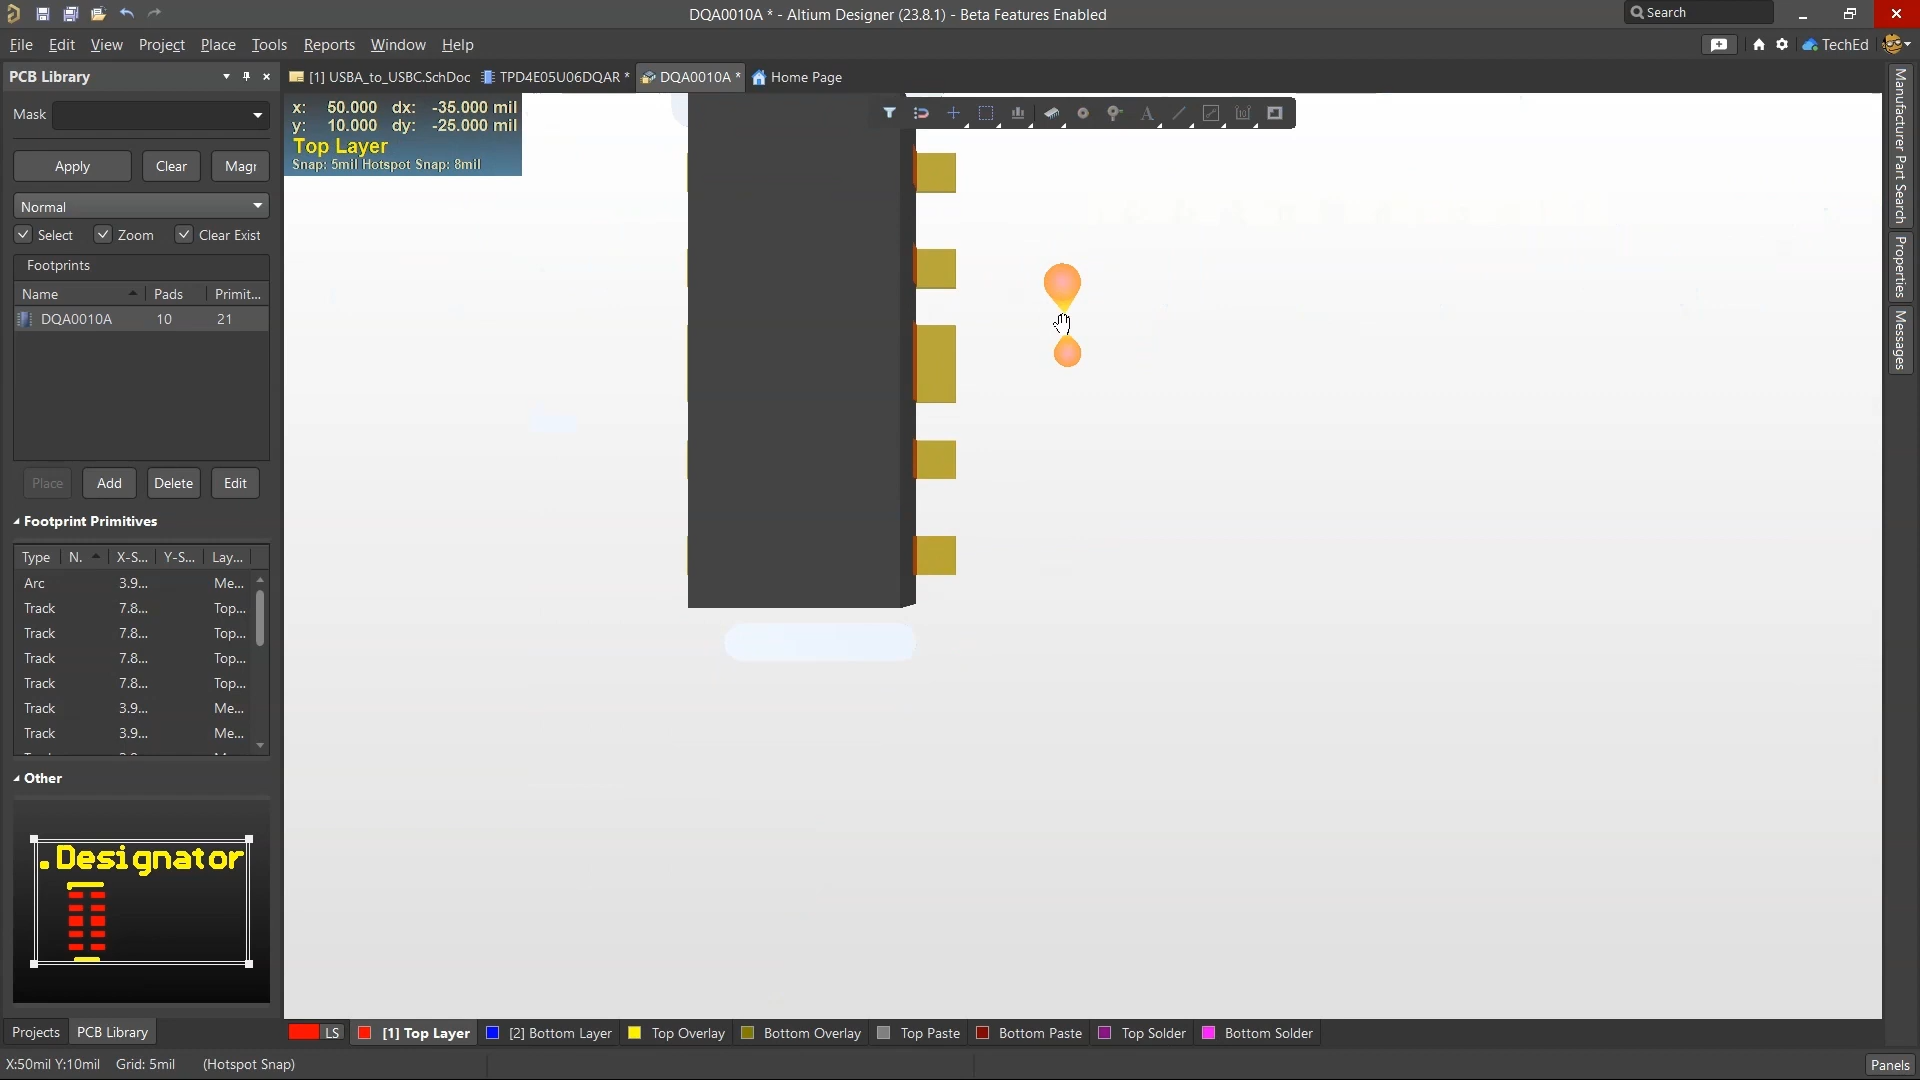 DQA0010A * - Altium Designer (23.8.1) - Beta Features Enabled
Search
File Edit View Project Place Tools Reports Window Help
TechEd
PCB Library
[1] USBA_to_USBC.SchDoc TPD4E05U06DQAR * DQA0010A * Home Page
Mask
x: 50.000 dx: -35.000 mil
y: 10.000 dy: -25.000 mil
Top Layer
Snap: 5mil Hotspot Snap: 8mil
Apply Clear Magr
Normal
Select Zoom Clear Exist
Footprints
Name Pads Primit...
DQA0010A 10 21
Place Add Delete Edit
Footprint Primitives
Type N. X-S... Y-S... Lay...
Arc 3.9... Me...
Track 7.8... Top...
Track 7.8... Top...
Track 7.8... Top...
Track 7.8... Top...
Track 3.9... Me...
Track 3.9... Me...
Other
.Designator
Manufacturer Part Search
Properties
Messages
Projects PCB Library
LS [1] Top Layer [2] Bottom Layer Top Overlay Bottom Overlay Top Paste Bottom Paste Top Solder Bottom Solder
X:50mil Y:10mil Grid: 5mil (Hotspot Snap)
Panels